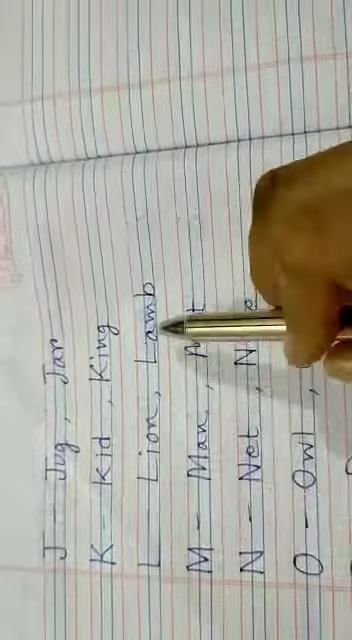 J - Jug, Jar
K - Kid, King
L - Lion, Lamb
M - Man,
N - Net,
O - Owl,